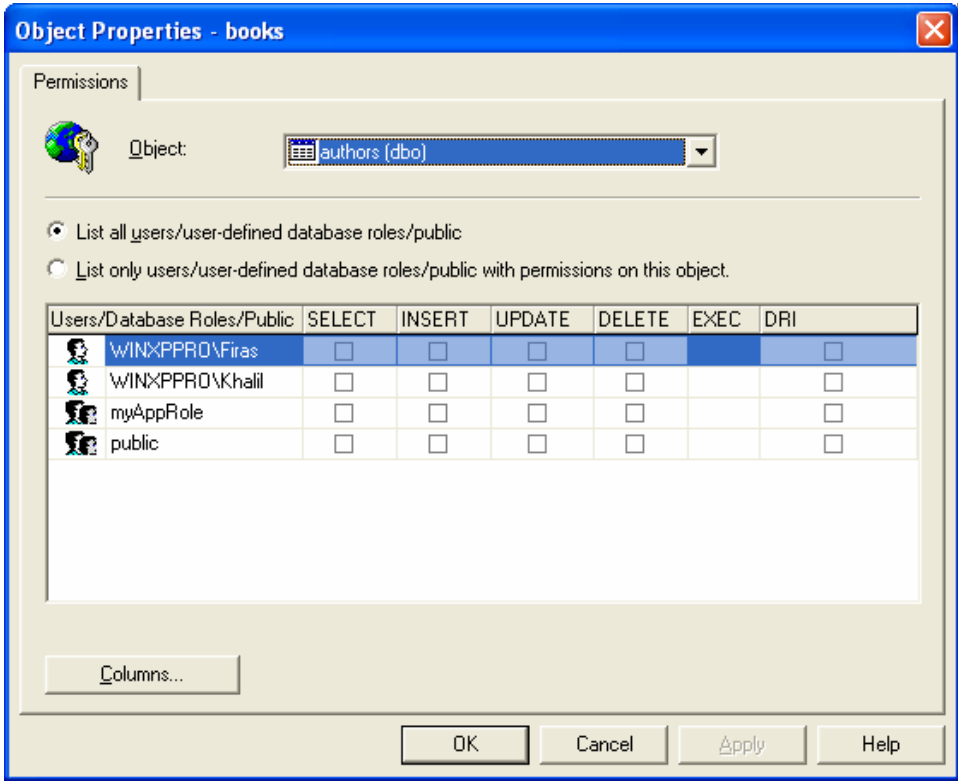 Object Properties - books
Permissions
Object: authors (dbo)
List all users/user-defined database roles/public
List only users/user-defined database roles/public with permissions on this object.
Users/Database Roles/Public SELECT INSERT UPDATE DELETE EXEC DRI
WINXPPRO\Firas
WINXPPRO\Khalil
myAppRole
public
Columns...
OK Cancel Apply Help